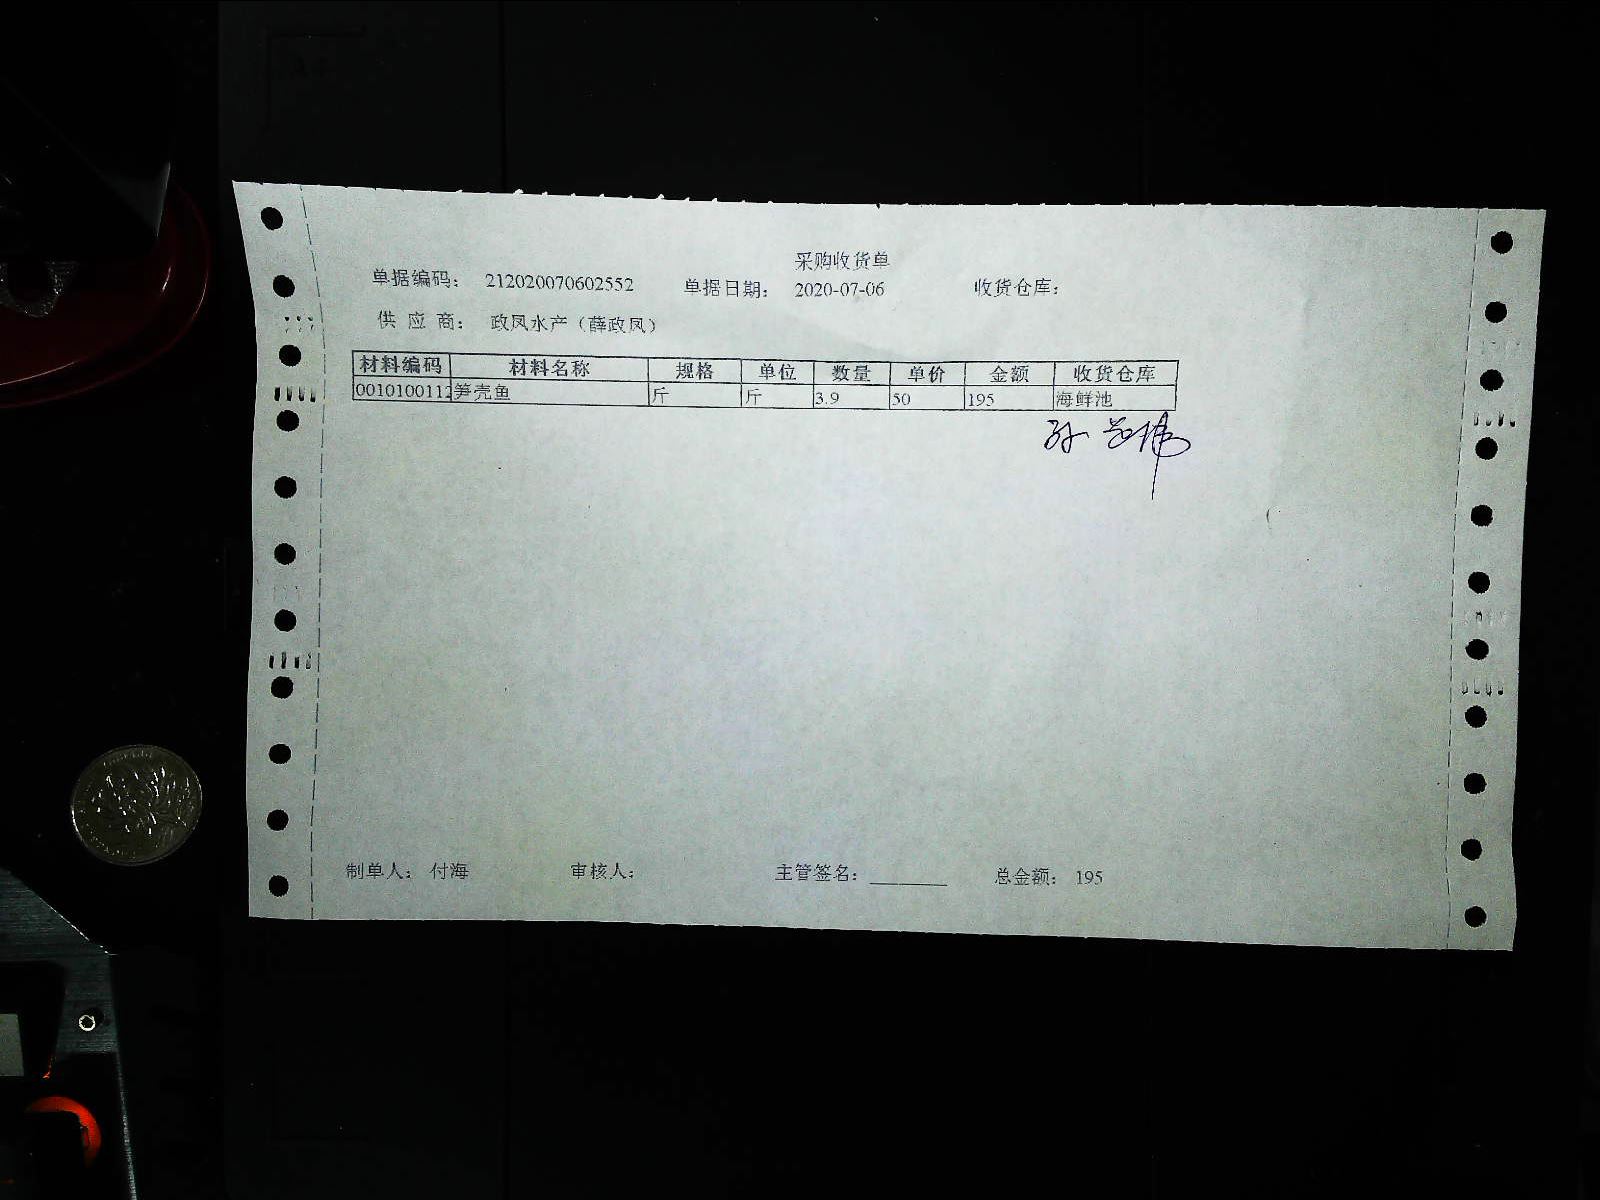 采购收货单
单据编码： 212020070602552 单据日期： 2020-07-06 收货仓库：
供 应 商： 政凤水产（薛政凤）
材料编码 材料名称 规格 单位 数量 单价 金额 收货仓库
0010100112 笋壳鱼 斤 斤 3.9 50 195 海鲜池
制单人： 付海 审核人： 主管签名： ________ 总金额： 195